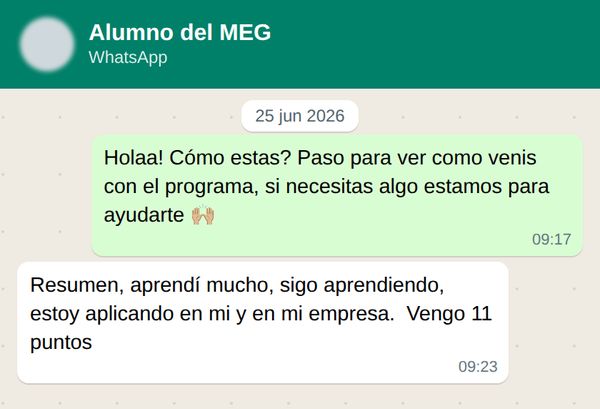 Alumno del MEG
WhatsApp
25 jun 2026
Holaa! Cómo estas? Paso para ver como venis
con el programa, si necesitas algo estamos para
ayudarte 🙌🏼
09:17
Resumen, aprendí mucho, sigo aprendiendo,
estoy aplicando en mi y en mi empresa.  Vengo 11
puntos
09:23